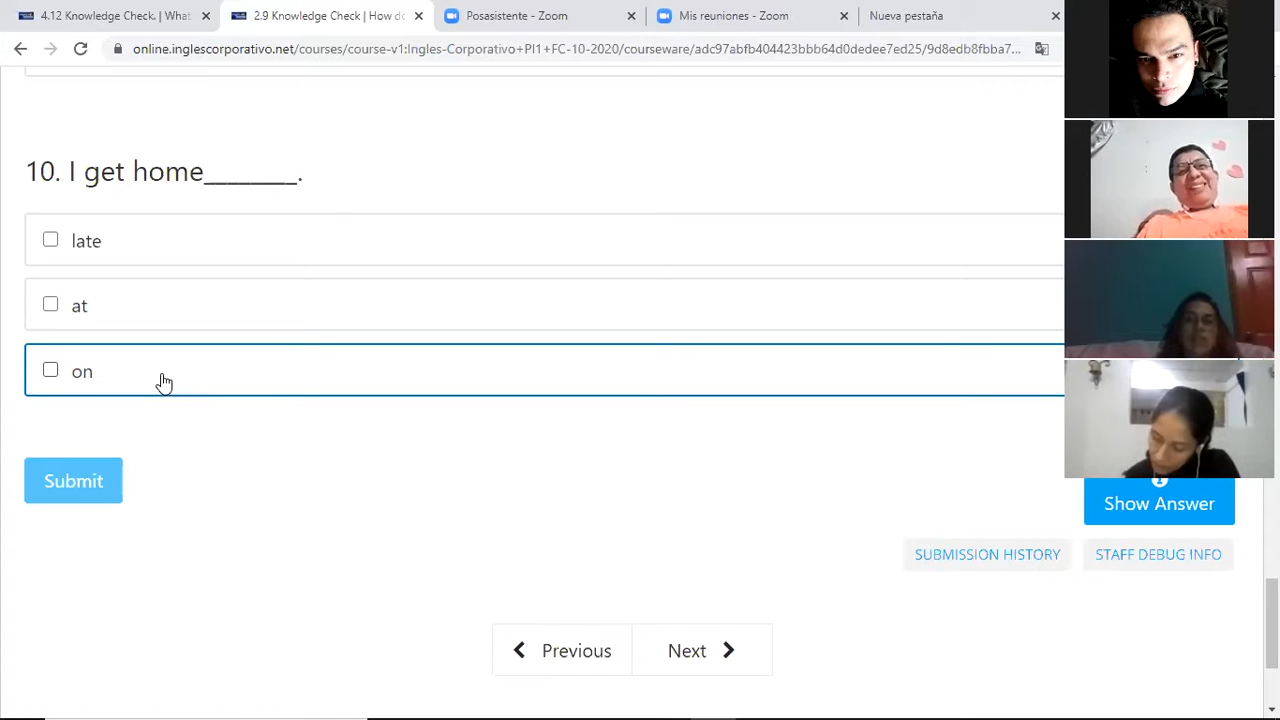 4.12 Knowledge Check. | What
2.9 Knowledge Check | How do
Posasistente - Zoom
Mis reuniones - Zoom
Nueva pestaña
online.inglescorporativo.net/courses/course-v1:Ingles-Corporativo+PI1+FC-10-2020/courseware/adc97abfb404423bbb64d0dedee7ed25/9d8edb8fbba7...
10. I get home________.
late
at
on
Submit
Show Answer
SUBMISSION HISTORY
STAFF DEBUG INFO
Previous
Next